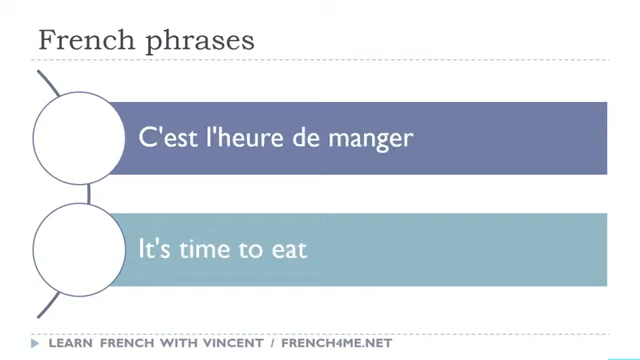 French phrases
C'est l'heure de manger
It's time to eat
LEARN FRENCH WITH VINCENT / FRENCH4ME.NET